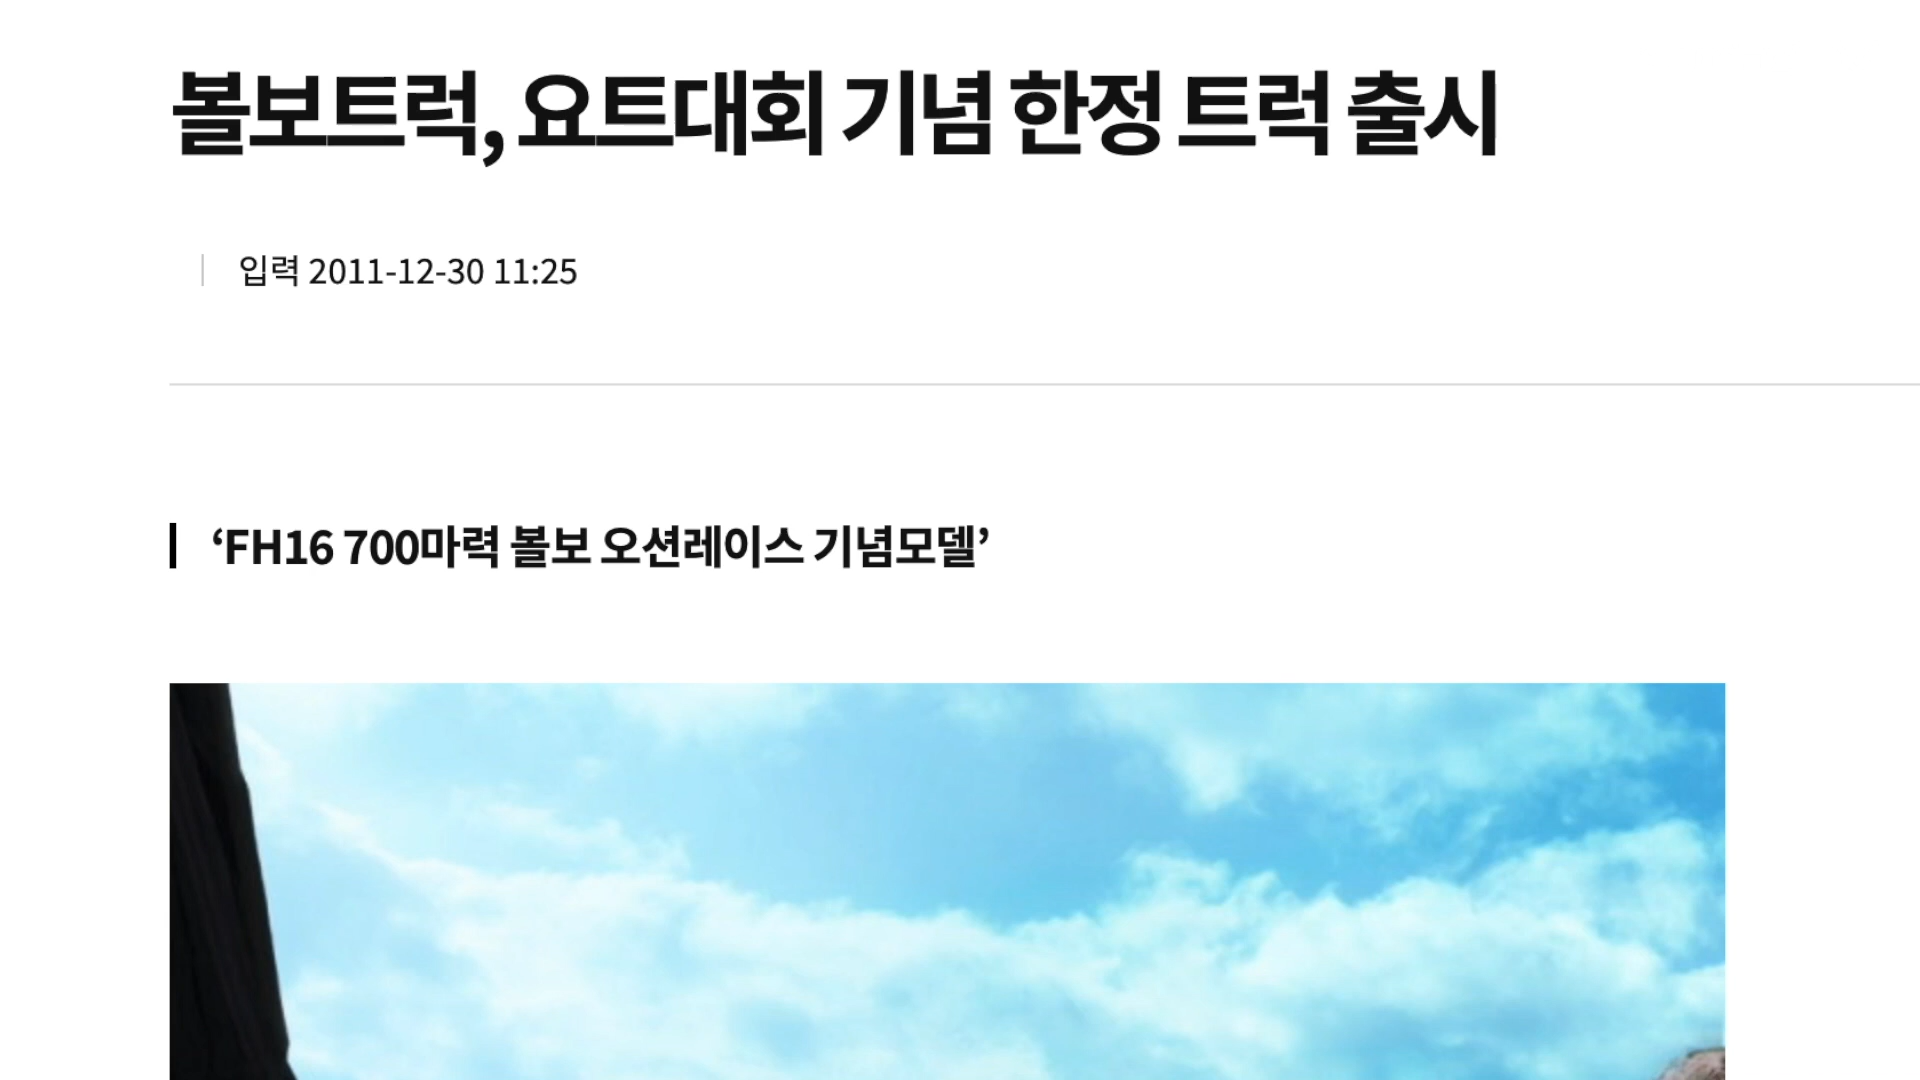 볼보트럭, 요트대회 기념 한정 트럭 출시
입력 2011-12-30 11:25
‘FH16 700마력 볼보 오션레이스 기념모델’